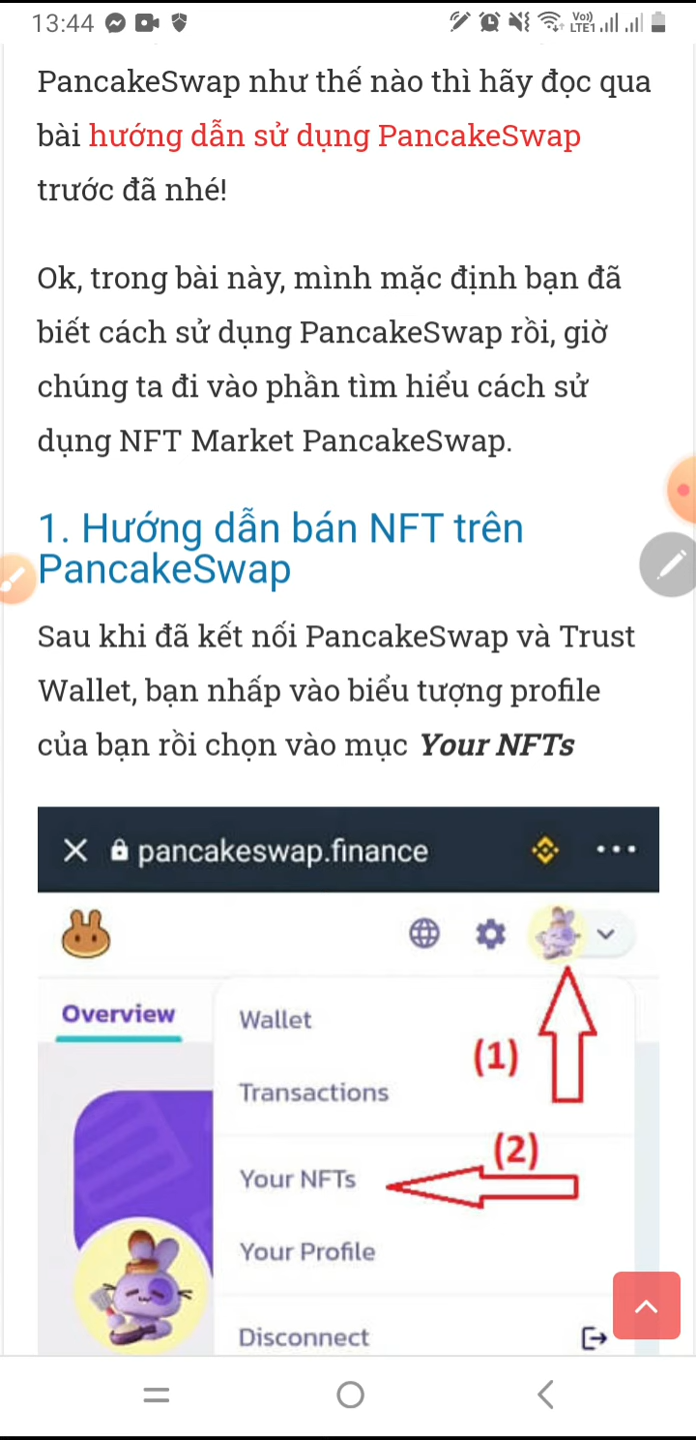 13:44
Vo))
LTE1
PancakeSwap như thế nào thì hãy đọc qua
bài hướng dẫn sử dụng PancakeSwap
trước đã nhé!
Ok, trong bài này, mình mặc định bạn đã
biết cách sử dụng PancakeSwap rồi, giờ
chúng ta đi vào phần tìm hiểu cách sử
dụng NFT Market PancakeSwap.
1. Hướng dẫn bán NFT trên
PancakeSwap
Sau khi đã kết nối PancakeSwap và Trust
Wallet, bạn nhấp vào biểu tượng profile
của bạn rồi chọn vào mục Your NFTs
pancakeswap.finance
Overview
Wallet
(1)
Transactions
(2)
Your NFTs
Your Profile
Disconnect